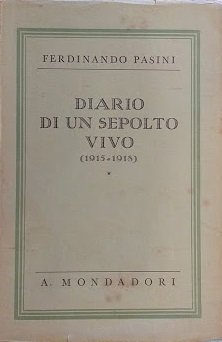 FERDINANDO PASINI
DIARIO
DI UN SEPOLTO
VIVO
(1915-1918)
*
A. MONDADORI